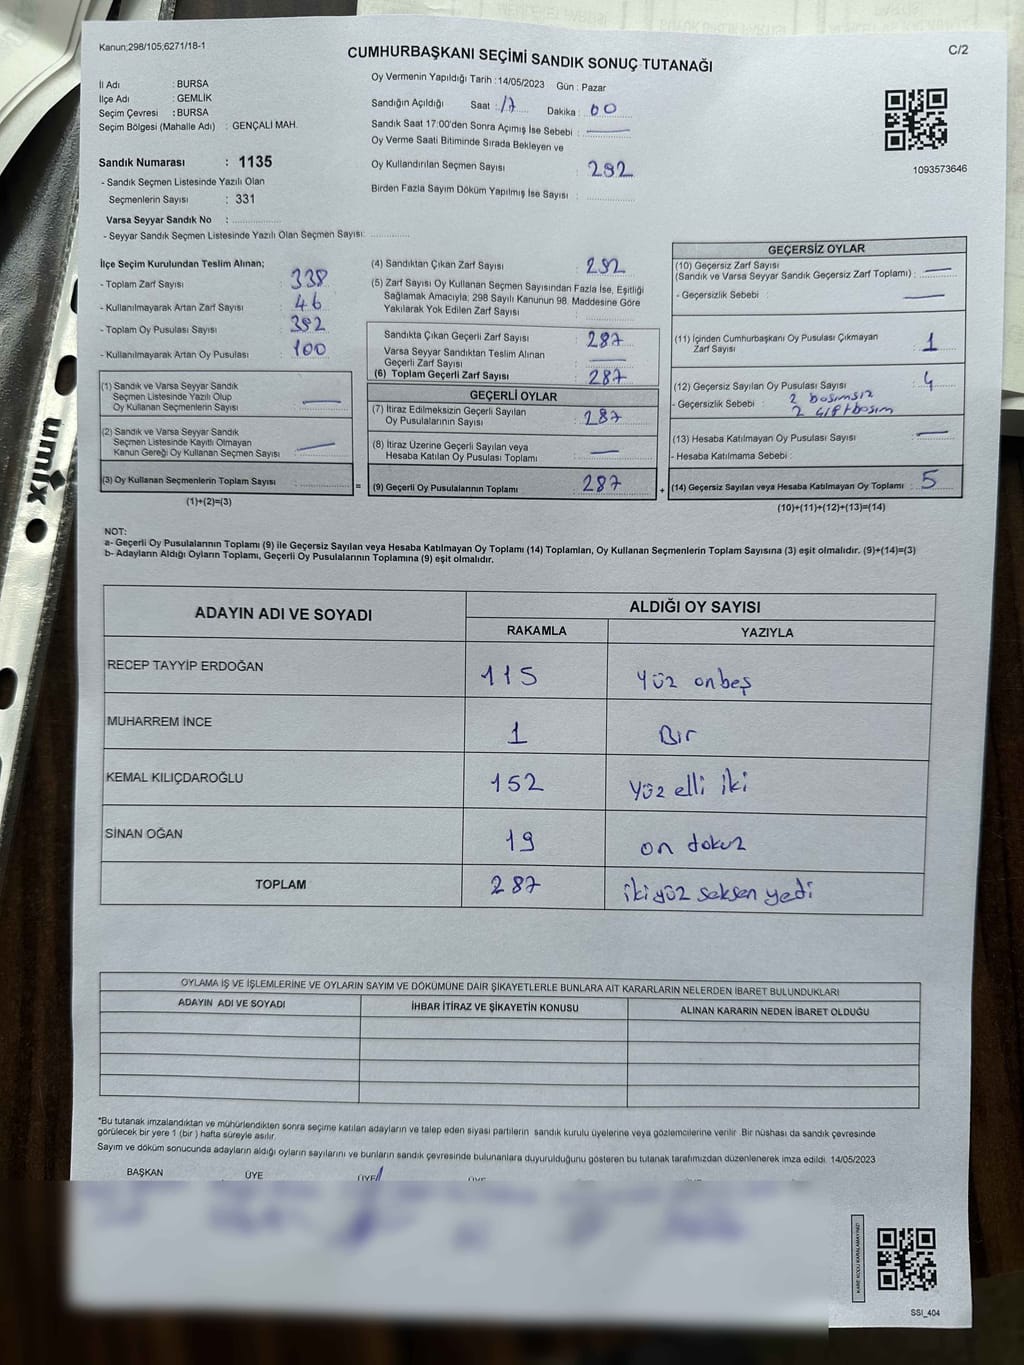 Kanun;298/105,6271/18-1
C/2
CUMHURBAŞKANI SEÇİMİ SANDIK SONUÇ TUTANAĞI
İl Adı : BURSA
İlçe Adı : GEMLİK
Seçim Çevresi : BURSA
Seçim Bölgesi (Mahalle Adı) : GENÇALİ MAH.
Sandık Numarası : 1135
- Sandık Seçmen Listesinde Yazılı Olan
Seçmenlerin Sayısı : 331
Varsa Seyyar Sandık No :
- Seyyar Sandık Seçmen Listesinde Yazılı Olan Seçmen Sayısı:
Oy Vermenin Yapıldığı Tarih : 14/05/2023 Gün : Pazar
Sandığın Açıldığı Saat : 17 Dakika : 00
Sandık Saat 17:00'den Sonra Açımış İse Sebebi : —
Oy Verme Saati Bitiminde Sırada Bekleyen ve
Oy Kullandırılan Seçmen Sayısı : 292
Birden Fazla Sayım Döküm Yapılmış İse Sayısı :
1093573646
İlçe Seçim Kurulundan Teslim Alınan;
- Toplam Zarf Sayısı : 338
- Kullanılmayarak Artan Zarf Sayısı : 46
- Toplam Oy Pusulası Sayısı : 392
- Kullanılmayarak Artan Oy Pusulası : 100
(1) Sandık ve Varsa Seyyar Sandık
Seçmen Listesinde Yazılı Olup
Oy Kullanan Seçmenlerin Sayısı : —
(2) Sandık ve Varsa Seyyar Sandık
Seçmen Listesinde Kayıtlı Olmayan
Kanun Gereği Oy Kullanan Seçmen Sayısı : —
(3) Oy Kullanan Seçmenlerin Toplam Sayısı :
(1)+(2)=(3)
=
(4) Sandıktan Çıkan Zarf Sayısı : 292
(5) Zarf Sayısı Oy Kullanan Seçmen Sayısından Fazla İse, Eşitliği
Sağlamak Amacıyla; 298 Sayılı Kanunun 98. Maddesine Göre
Yakılarak Yok Edilen Zarf Sayısı :
Sandıkta Çıkan Geçerli Zarf Sayısı : 287
Varsa Seyyar Sandıktan Teslim Alınan
Geçerli Zarf Sayısı : —
(6) Toplam Geçerli Zarf Sayısı : 287
GEÇERLİ OYLAR
(7) İtiraz Edilmeksizin Geçerli Sayılan
Oy Pusulalarının Sayısı : 287
(8) İtiraz Üzerine Geçerli Sayılan veya
Hesaba Katılan Oy Pusulası Toplamı : —
(9) Geçerli Oy Pusulalarının Toplamı : 287
+
GEÇERSİZ OYLAR
(10) Geçersiz Zarf Sayısı
(Sandık ve Varsa Seyyar Sandık Geçersiz Zarf Toplamı) : —
- Geçersizlik Sebebi : —
(11) İçinden Cumhurbaşkanı Oy Pusulası Çıkmayan
Zarf Sayısı : 1
(12) Geçersiz Sayılan Oy Pusulası Sayısı : 4
- Geçersizlik Sebebi : 2 basımsız
2 çift basım
(13) Hesaba Katılmayan Oy Pusulası Sayısı : —
- Hesaba Katılmama Sebebi :
(14) Geçersiz Sayılan veya Hesaba Katılmayan Oy Toplamı : 5
(10)+(11)+(12)+(13)=(14)
NOT:
a- Geçerli Oy Pusulalarının Toplamı (9) ile Geçersiz Sayılan veya Hesaba Katılmayan Oy Toplamı (14) Toplamları, Oy Kullanan Seçmenlerin Toplam Sayısına (3) eşit olmalıdır. (9)+(14)=(3)
b- Adayların Aldığı Oyların Toplamı, Geçerli Oy Pusulalarının Toplamına (9) eşit olmalıdır.
ADAYIN ADI VE SOYADI ALDIĞI OY SAYISI
RAKAMLA YAZIYLA
RECEP TAYYİP ERDOĞAN 115 Yüz onbeş
MUHARREM İNCE 1 Bir
KEMAL KILIÇDAROĞLU 152 Yüz elli iki
SİNAN OĞAN 19 on dokuz
TOPLAM 287 iki yüz seksen yedi
OYLAMA İŞ VE İŞLEMLERİNE VE OYLARIN SAYIM VE DÖKÜMÜNE DAİR ŞİKAYETLERLE BUNLARA AİT KARARLARIN NELERDEN İBARET BULUNDUKLARI
ADAYIN ADI VE SOYADI İHBAR İTİRAZ VE ŞİKAYETİN KONUSU ALINAN KARARIN NEDEN İBARET OLDUĞU
*Bu tutanak imzalandıktan ve mühürlendikten sonra seçime katılan adayların ve talep eden siyasi partilerin sandık kurulu üyelerine veya gözlemcilerine verilir. Bir nüshası da sandık çevresinde
görülecek bir yere 1 (bir ) hafta süreyle asılır.
Sayım ve döküm sonucunda adayların aldığı oyların sayılarını ve bunların sandık çevresinde bulunanlara duyurulduğunu gösteren bu tutanak tarafımızdan düzenlenerek imza edildi. 14/05/2023
BAŞKAN ÜYE ÜYE ÜYE
KARE KODU KARALAMAYINIZ!
SSI_404
umix